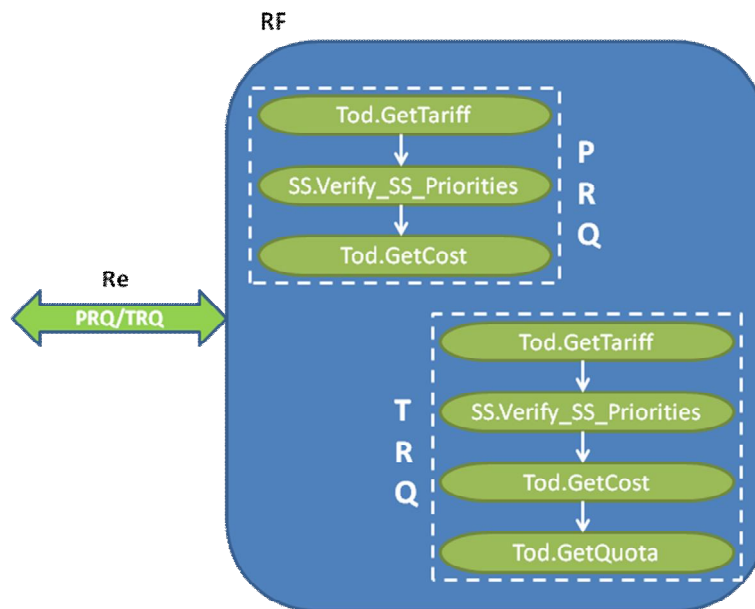 RF
Tod.GetTariff
SS.Verify_SS_Priorities
Tod.GetCost
P
R
Q
Re
PRQ/TRQ
Tod.GetTariff
SS.Verify_SS_Priorities
Tod.GetCost
Tod.GetQuota
T
R
Q